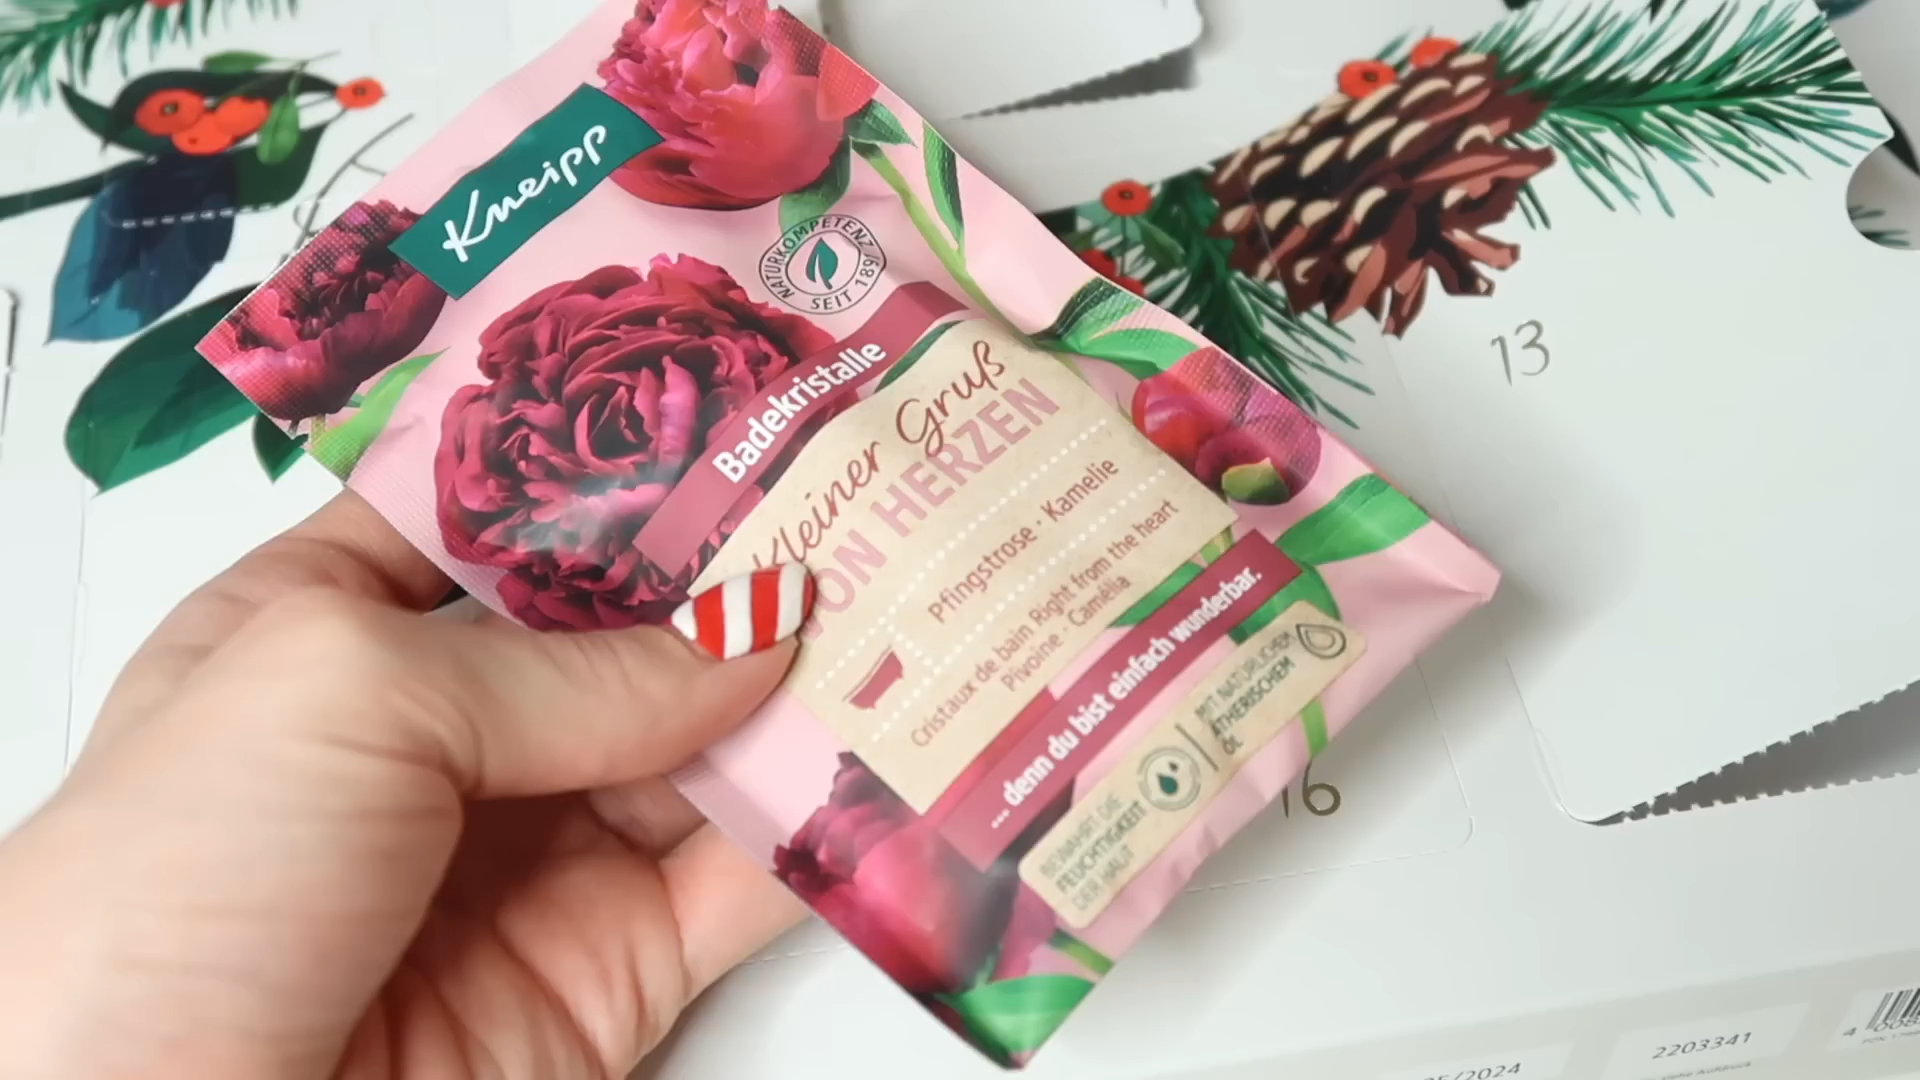 Kneipp
NATURKOMPETENZ
SEIT 1891
Badekristalle
Kleiner Gruß
VON HERZEN
Pfingstrose · Kamelie
Cristaux de bain Right from the heart
Pivoine · Camélia
... denn du bist einfach wunderbar.
BEWAHRT DIE
FEUCHTIGKEIT
DER HAUT
MIT NATÜRLICHEM
ÄTHERISCHEM
ÖL
13
16
2203341